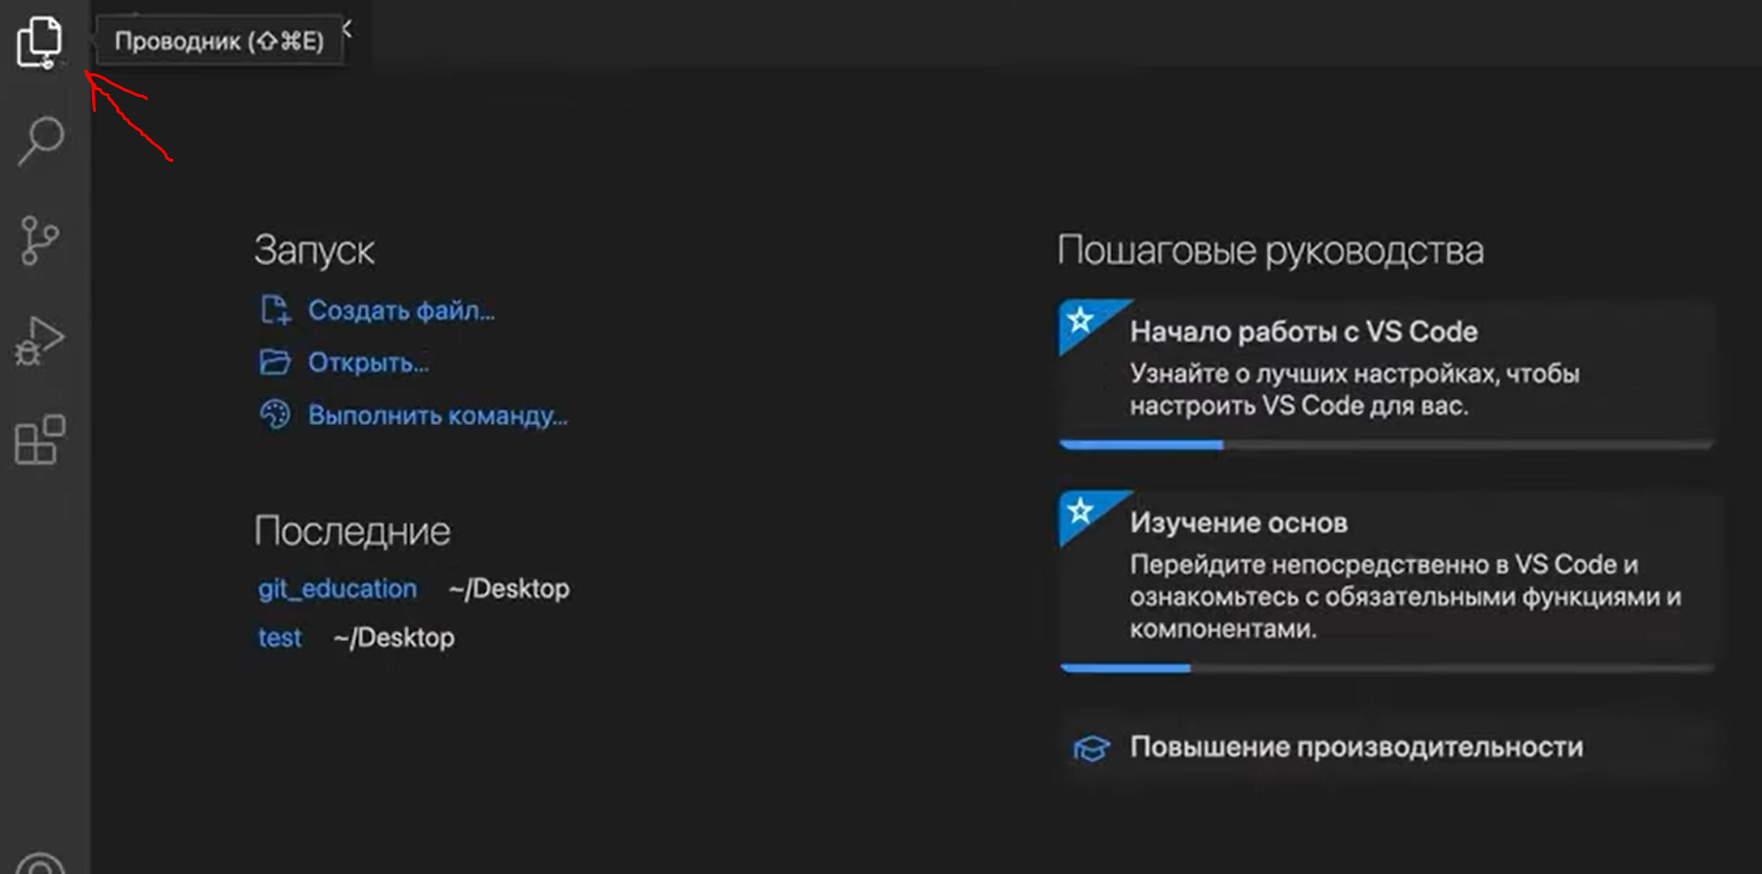 Проводник (⇧⌘E)
Запуск
Создать файл...
Открыть...
Выполнить команду...
Последние
git_education ~/Desktop
test ~/Desktop
Пошаговые руководства
Начало работы с VS Code
Узнайте о лучших настройках, чтобы
настроить VS Code для вас.
Изучение основ
Перейдите непосредственно в VS Code и
ознакомьтесь с обязательными функциями и
компонентами.
Повышение производительности